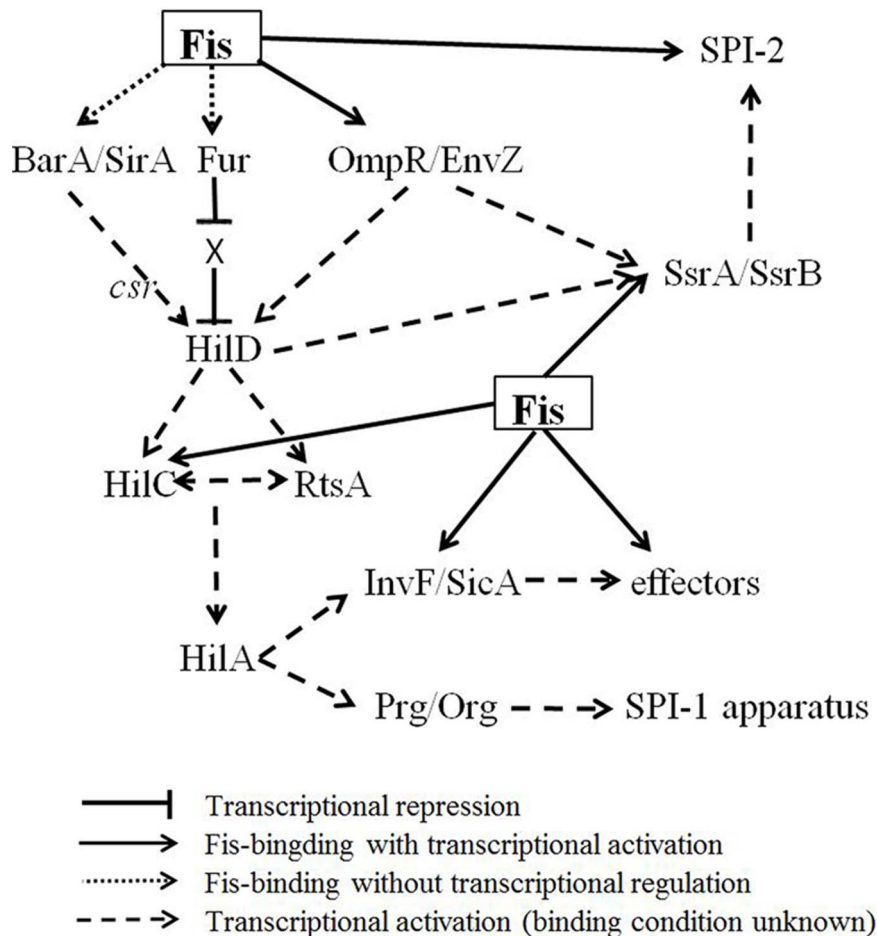 Fis
SPI-2
BarA/SirA Fur OmpR/EnvZ
X
SsrA/SsrB
csr
HilD
Fis
HilC RtsA
InvF/SicA effectors
HilA
Prg/Org SPI-1 apparatus
Transcriptional repression
Fis-bingding with transcriptional activation
Fis-binding without transcriptional regulation
Transcriptional activation (binding condition unknown)